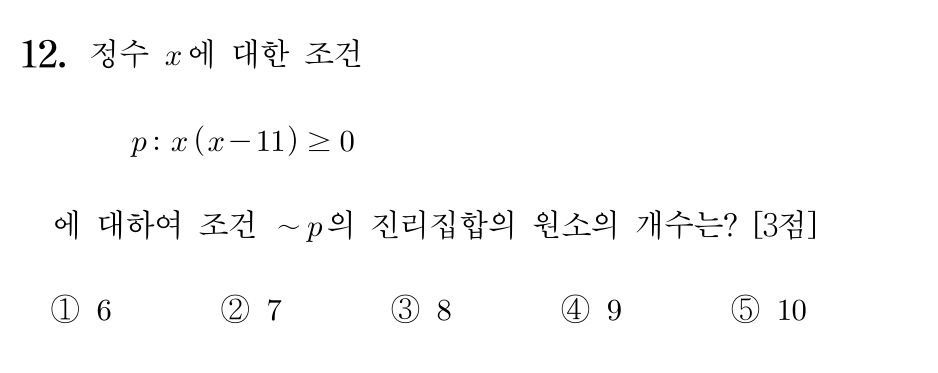 12. 정수 x에 대한 조건
p : x(x-11) ≥ 0
에 대하여 조건 ~p의 진리집합의 원소의 개수는? [3점]
① 6 ② 7 ③ 8 ④ 9 ⑤ 10